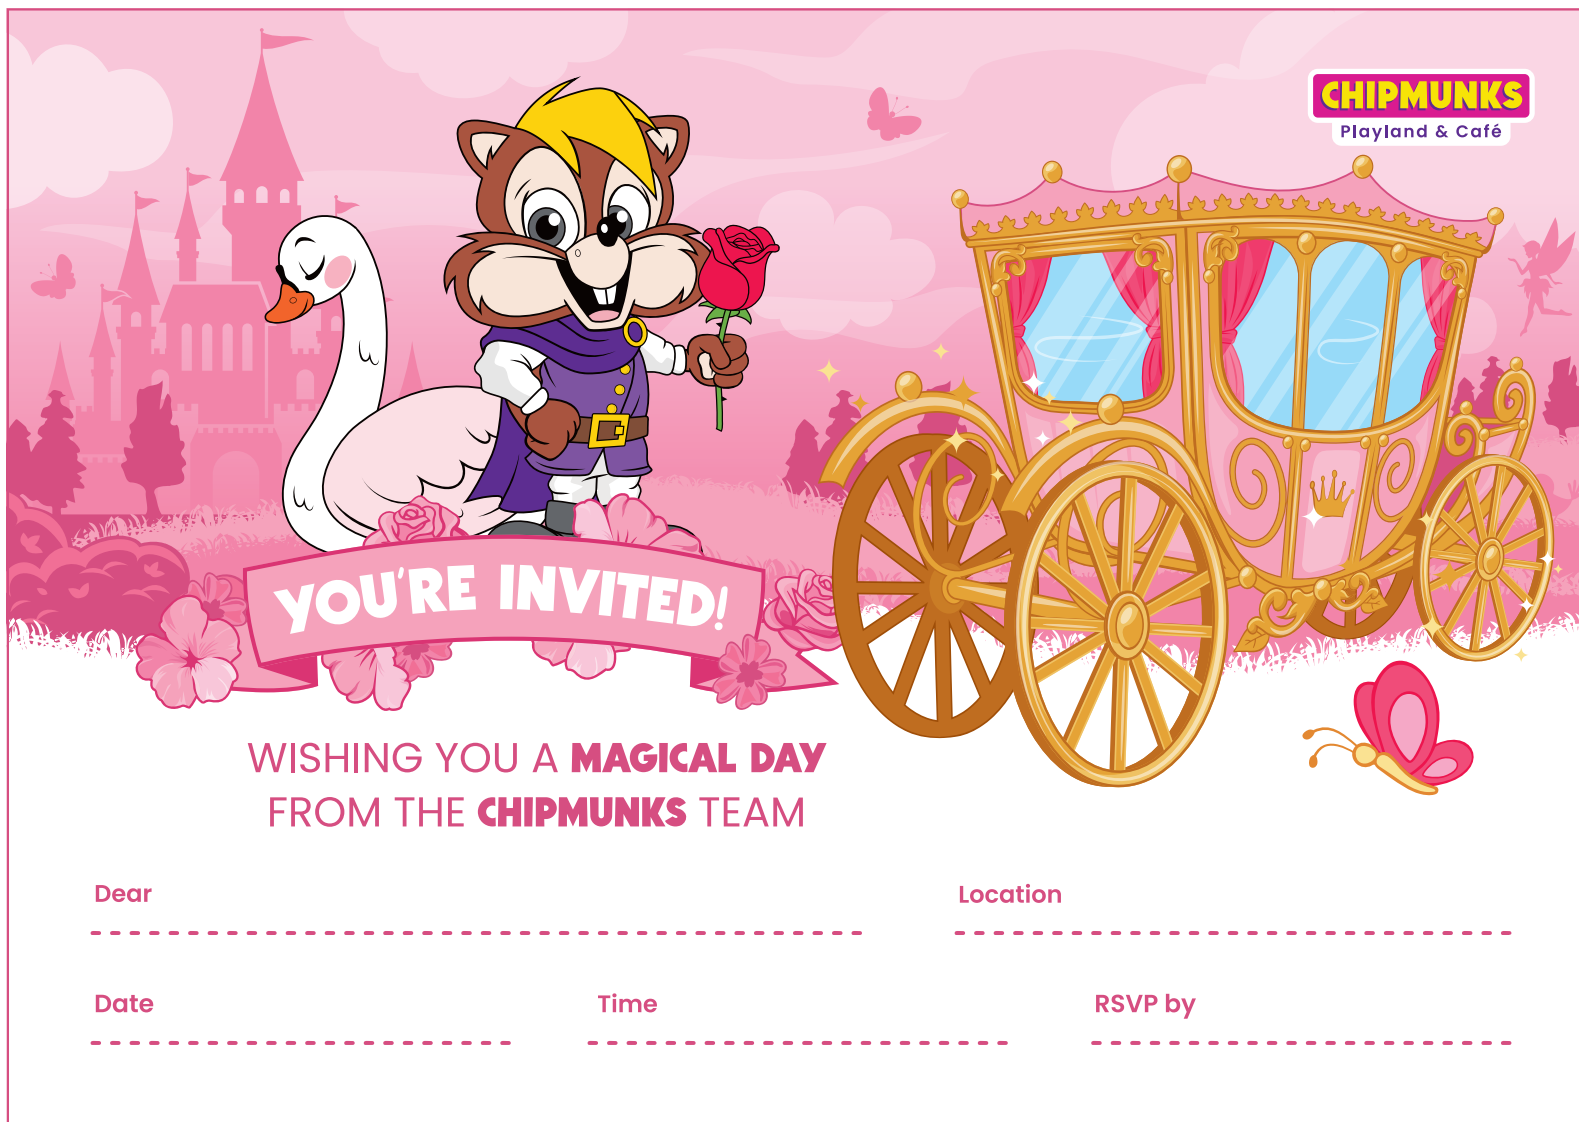 CHIPMUNKS
Playland & Café
YOU'RE INVITED!
WISHING YOU A MAGICAL DAY
FROM THE CHIPMUNKS TEAM
Dear
Location
Date
Time
RSVP by